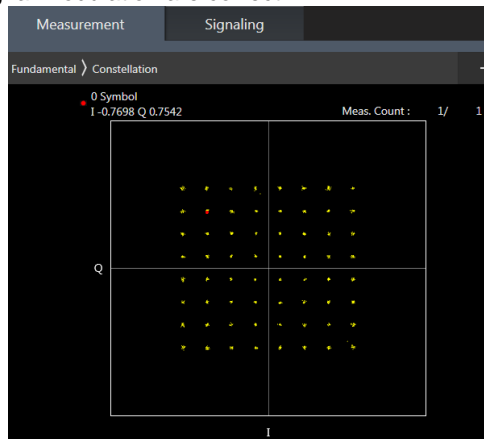 Measurement Signaling
Fundamental 〉 Constellation
0 Symbol
I -0.7698 Q 0.7542 Meas. Count : 1/ 1
Q
I